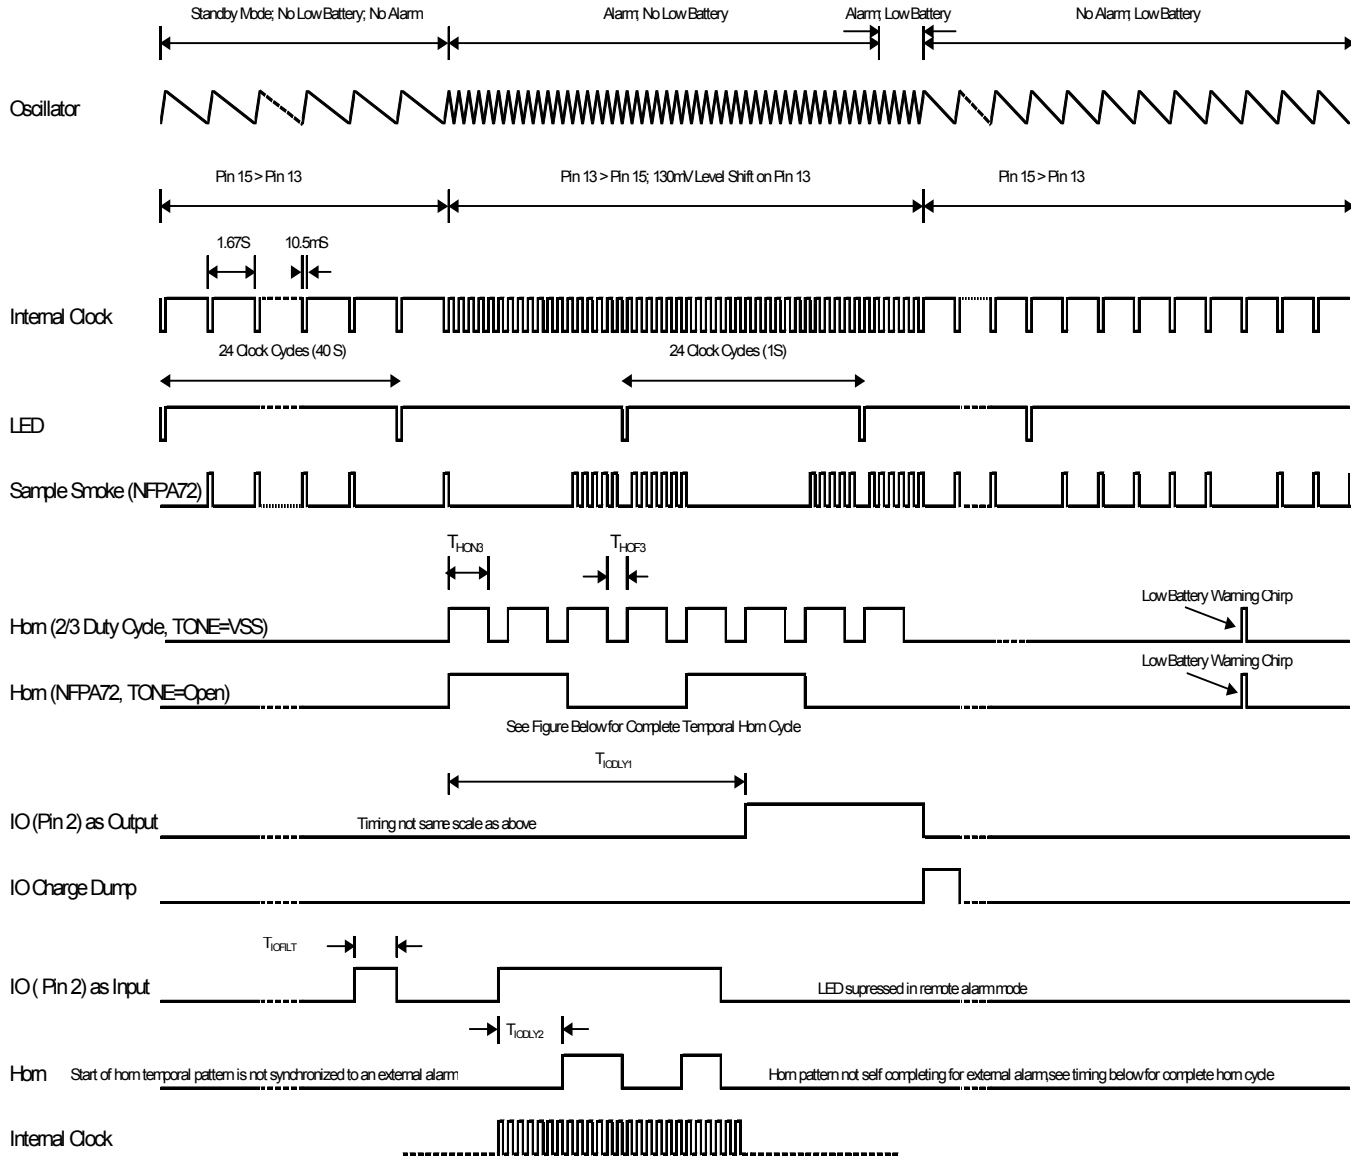 Standby Mode; No Low Battery; No Alarm
Alarm; No Low Battery
Alarm; Low Battery
No Alarm; Low Battery
Oscillator
Pin 15 > Pin 13
Pin 13 > Pin 15; 130mV Level Shift on Pin 13
Pin 15 > Pin 13
1.67S
10.5mS
Internal Clock
24 Clock Cycles (40 S)
24 Clock Cycles (1S)
LED
Sample Smoke (NFPA72)
THON3
THOF3
Low Battery Warning Chirp
Horn (2/3 Duty Cycle, TONE=VSS)
Low Battery Warning Chirp
Horn (NFPA72, TONE=Open)
See Figure Below for Complete Temporal Horn Cycle
TIODLY1
IO (Pin 2) as Output
Timing not same scale as above
IO Charge Dump
TIOFILT
IO ( Pin 2) as Input
LED supressed in remote alarm mode
TIODLY2
Horn
Start of horn temporal pattern is not synchronized to an external alarm
Horn pattern not self completing for external alarm,see timing below for complete horn cycle
Internal Clock